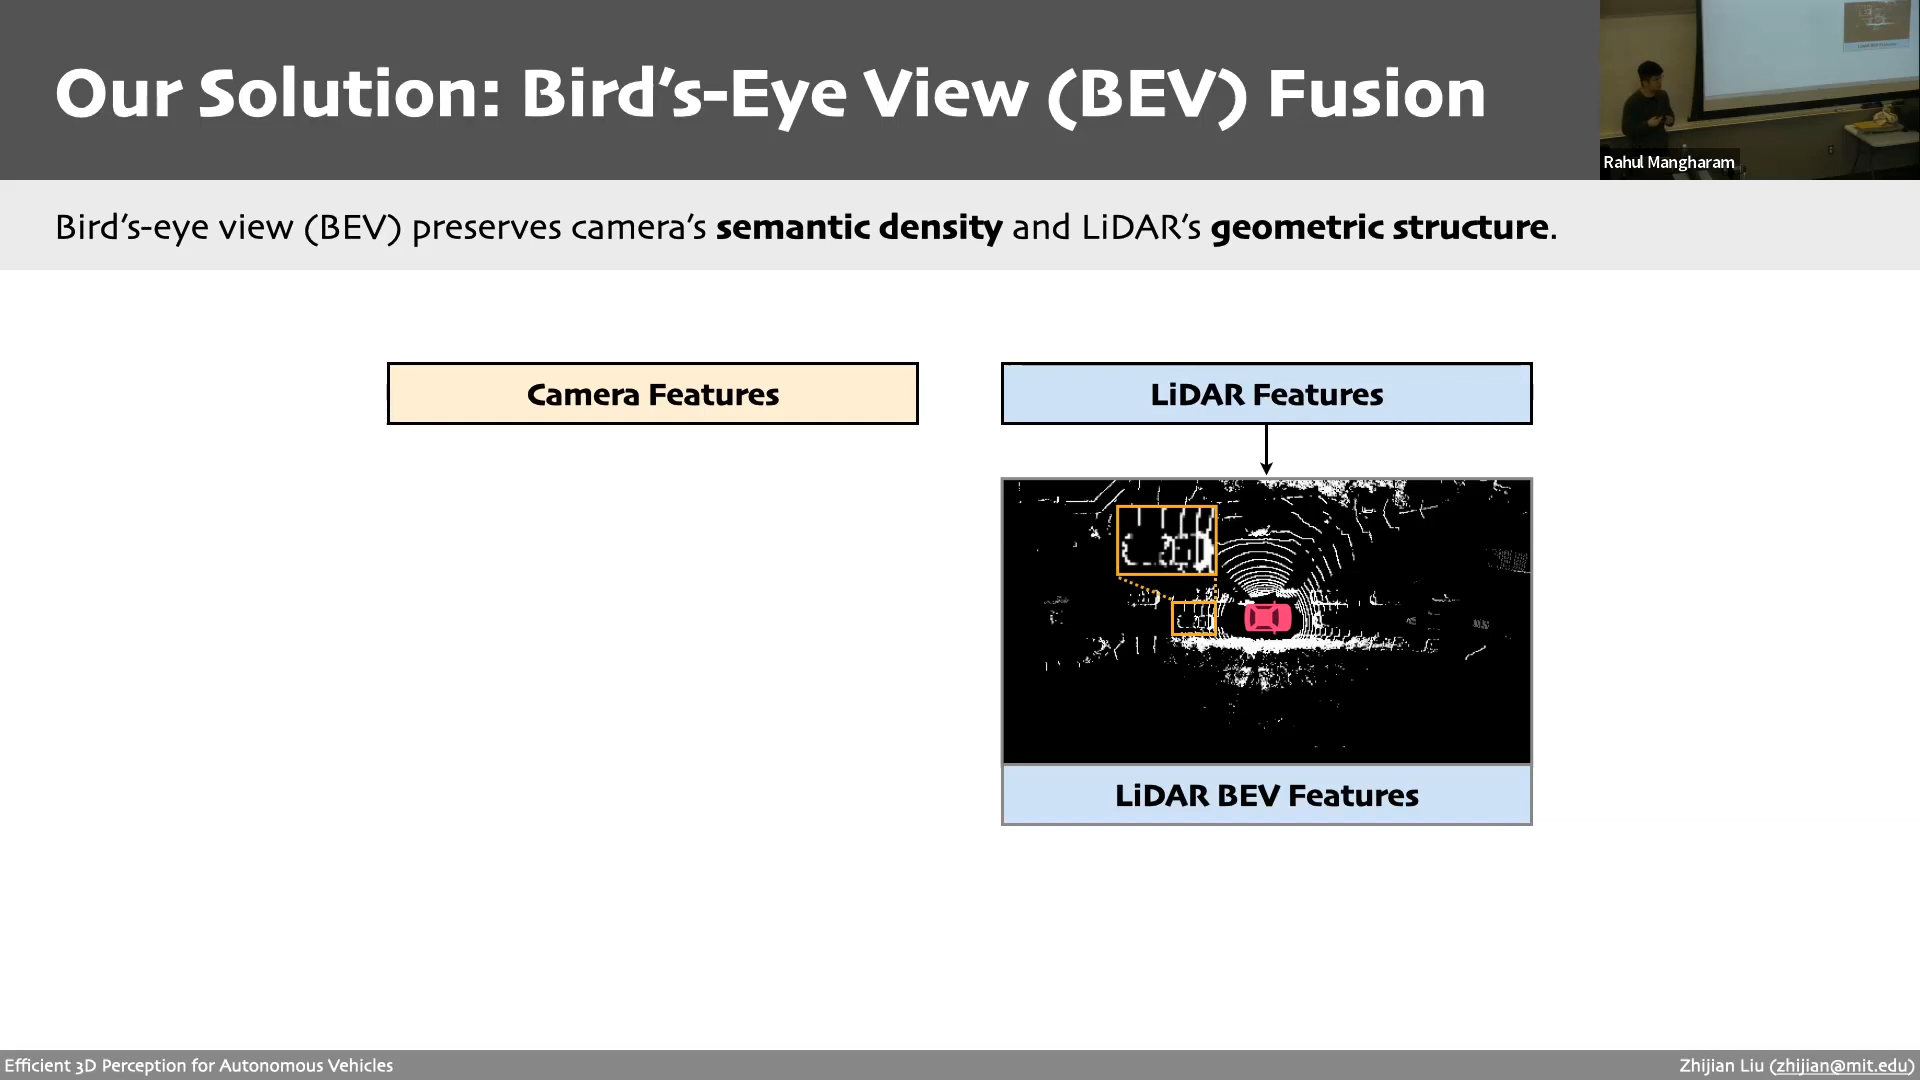 Our Solution: Bird's-Eye View (BEV) Fusion
Rahul Mangharam
Bird's-eye view (BEV) preserves camera's semantic density and LiDAR's geometric structure.
Camera Features
LiDAR Features
LiDAR BEV Features
Efficient 3D Perception for Autonomous Vehicles
Zhijian Liu (zhijian@mit.edu)